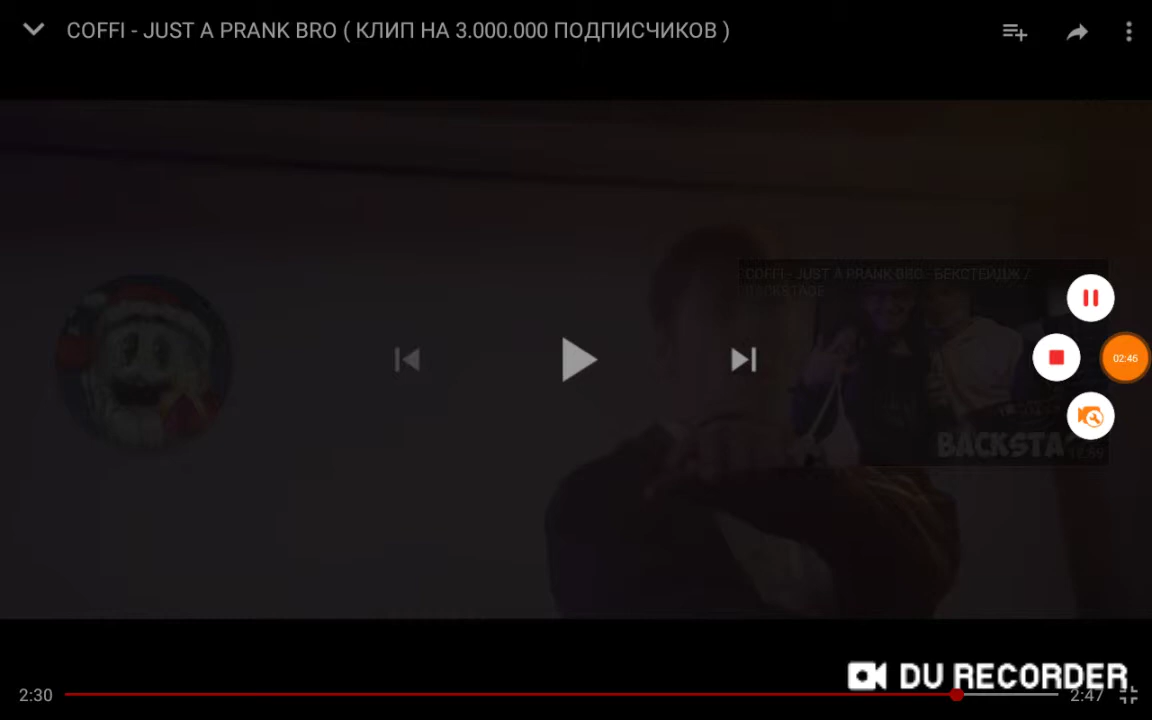 COFFI - JUST A PRANK BRO ( КЛИП НА 3.000.000 ПОДПИСЧИКОВ )
COFFI - JUST A PRANK BRO - БЕКСТЕЙДЖ /
BACKSTAGE
02:46
BACKSTA
DU RECORDER
2:30
2:47